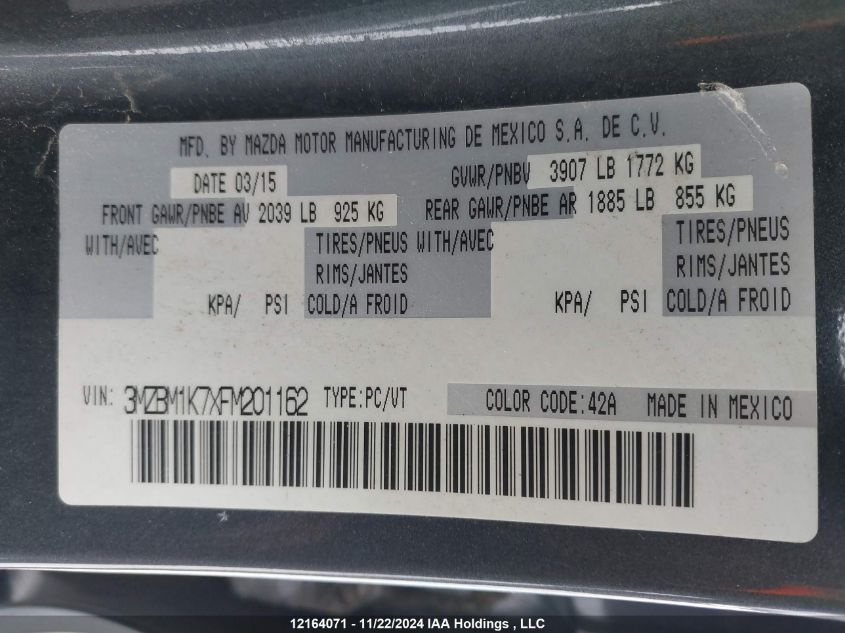 MFD. BY MAZDA MOTOR MANUFACTURING DE MEXICO S.A. DE C.V.
DATE 03/15 GVWR/PNBV 3907 LB 1772 KG
FRONT GAWR/PNBE AV 2039 LB 925 KG REAR GAWR/PNBE AR 1885 LB 855 KG
WITH/AVEC TIRES/PNEUS WITH/AVEC TIRES/PNEUS
RIMS/JANTES RIMS/JANTES
KPA/ PSI COLD/A FROID KPA/ PSI COLD/A FROID
VIN: 3MZBM1K7XFM201162 TYPE:PC/VT COLOR CODE:42A MADE IN MEXICO
12164071 - 11/22/2024 IAA Holdings , LLC